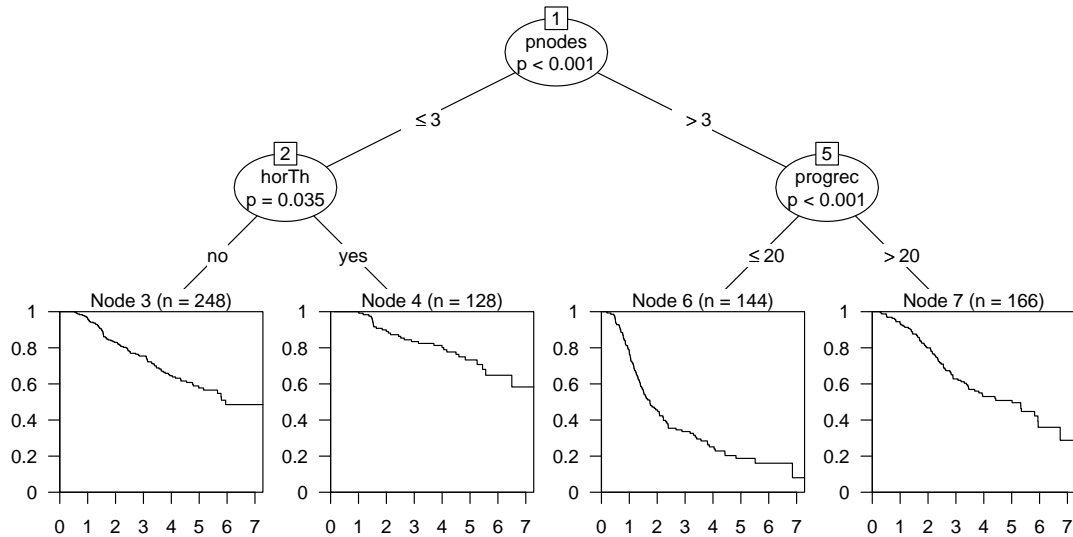 1
pnodes
p < 0.001
≤ 3
> 3
2
horTh
p = 0.035
5
progrec
p < 0.001
no
yes
≤ 20
> 20
Node 3 (n = 248)
1
0.8
0.6
0.4
0.2
0
0 1 2 3 4 5 6 7
Node 4 (n = 128)
1
0.8
0.6
0.4
0.2
0
0 1 2 3 4 5 6 7
Node 6 (n = 144)
1
0.8
0.6
0.4
0.2
0
0 1 2 3 4 5 6 7
Node 7 (n = 166)
1
0.8
0.6
0.4
0.2
0
0 1 2 3 4 5 6 7